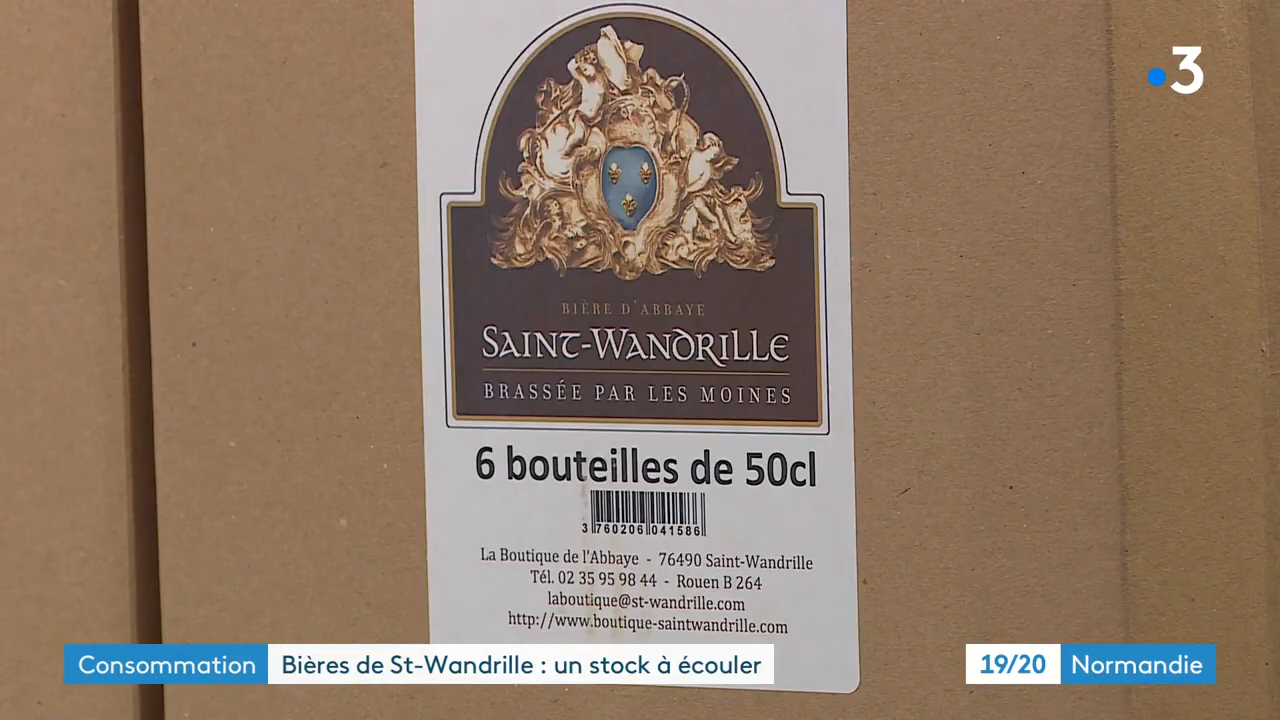 3
BIÈRE D'ABBAYE
SAINT-WANDRILLE
BRASSÉE PAR LES MOINES
6 bouteilles de 50cl
3 760206 041586
La Boutique de l'Abbaye - 76490 Saint-Wandrille
Tél. 02 35 95 98 44 - Rouen B 264
laboutique@st-wandrille.com
http://www.boutique-saintwandrille.com
Consommation Bières de St-Wandrille : un stock à écouler 19/20 Normandie